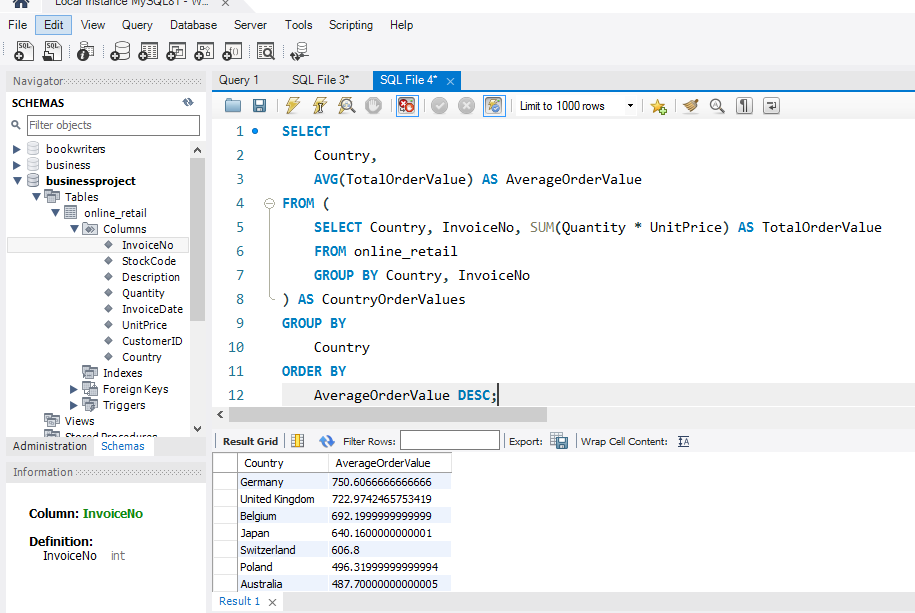 Local instance MySQL81 - W...
File Edit View Query Database Server Tools Scripting Help
Navigator
SCHEMAS
Filter objects
bookwriters
business
businessproject
Tables
online_retail
Columns
InvoiceNo
StockCode
Description
Quantity
InvoiceDate
UnitPrice
CustomerID
Country
Indexes
Foreign Keys
Triggers
Views
Stored Procedures
Administration Schemas
Information
Column: InvoiceNo
Definition:
InvoiceNo int
Query 1 SQL File 3* SQL File 4*
Limit to 1000 rows
1 SELECT
2 Country,
3 AVG(TotalOrderValue) AS AverageOrderValue
4 FROM (
5 SELECT Country, InvoiceNo, SUM(Quantity * UnitPrice) AS TotalOrderValue
6 FROM online_retail
7 GROUP BY Country, InvoiceNo
8 ) AS CountryOrderValues
9 GROUP BY
10 Country
11 ORDER BY
12 AverageOrderValue DESC;
Result Grid Filter Rows: Export: Wrap Cell Content:
Country AverageOrderValue
Germany 750.6066666666666
United Kingdom 722.9742465753419
Belgium 692.1999999999999
Japan 640.1600000000001
Switzerland 606.8
Poland 496.31999999999994
Australia 487.70000000000005
Result 1